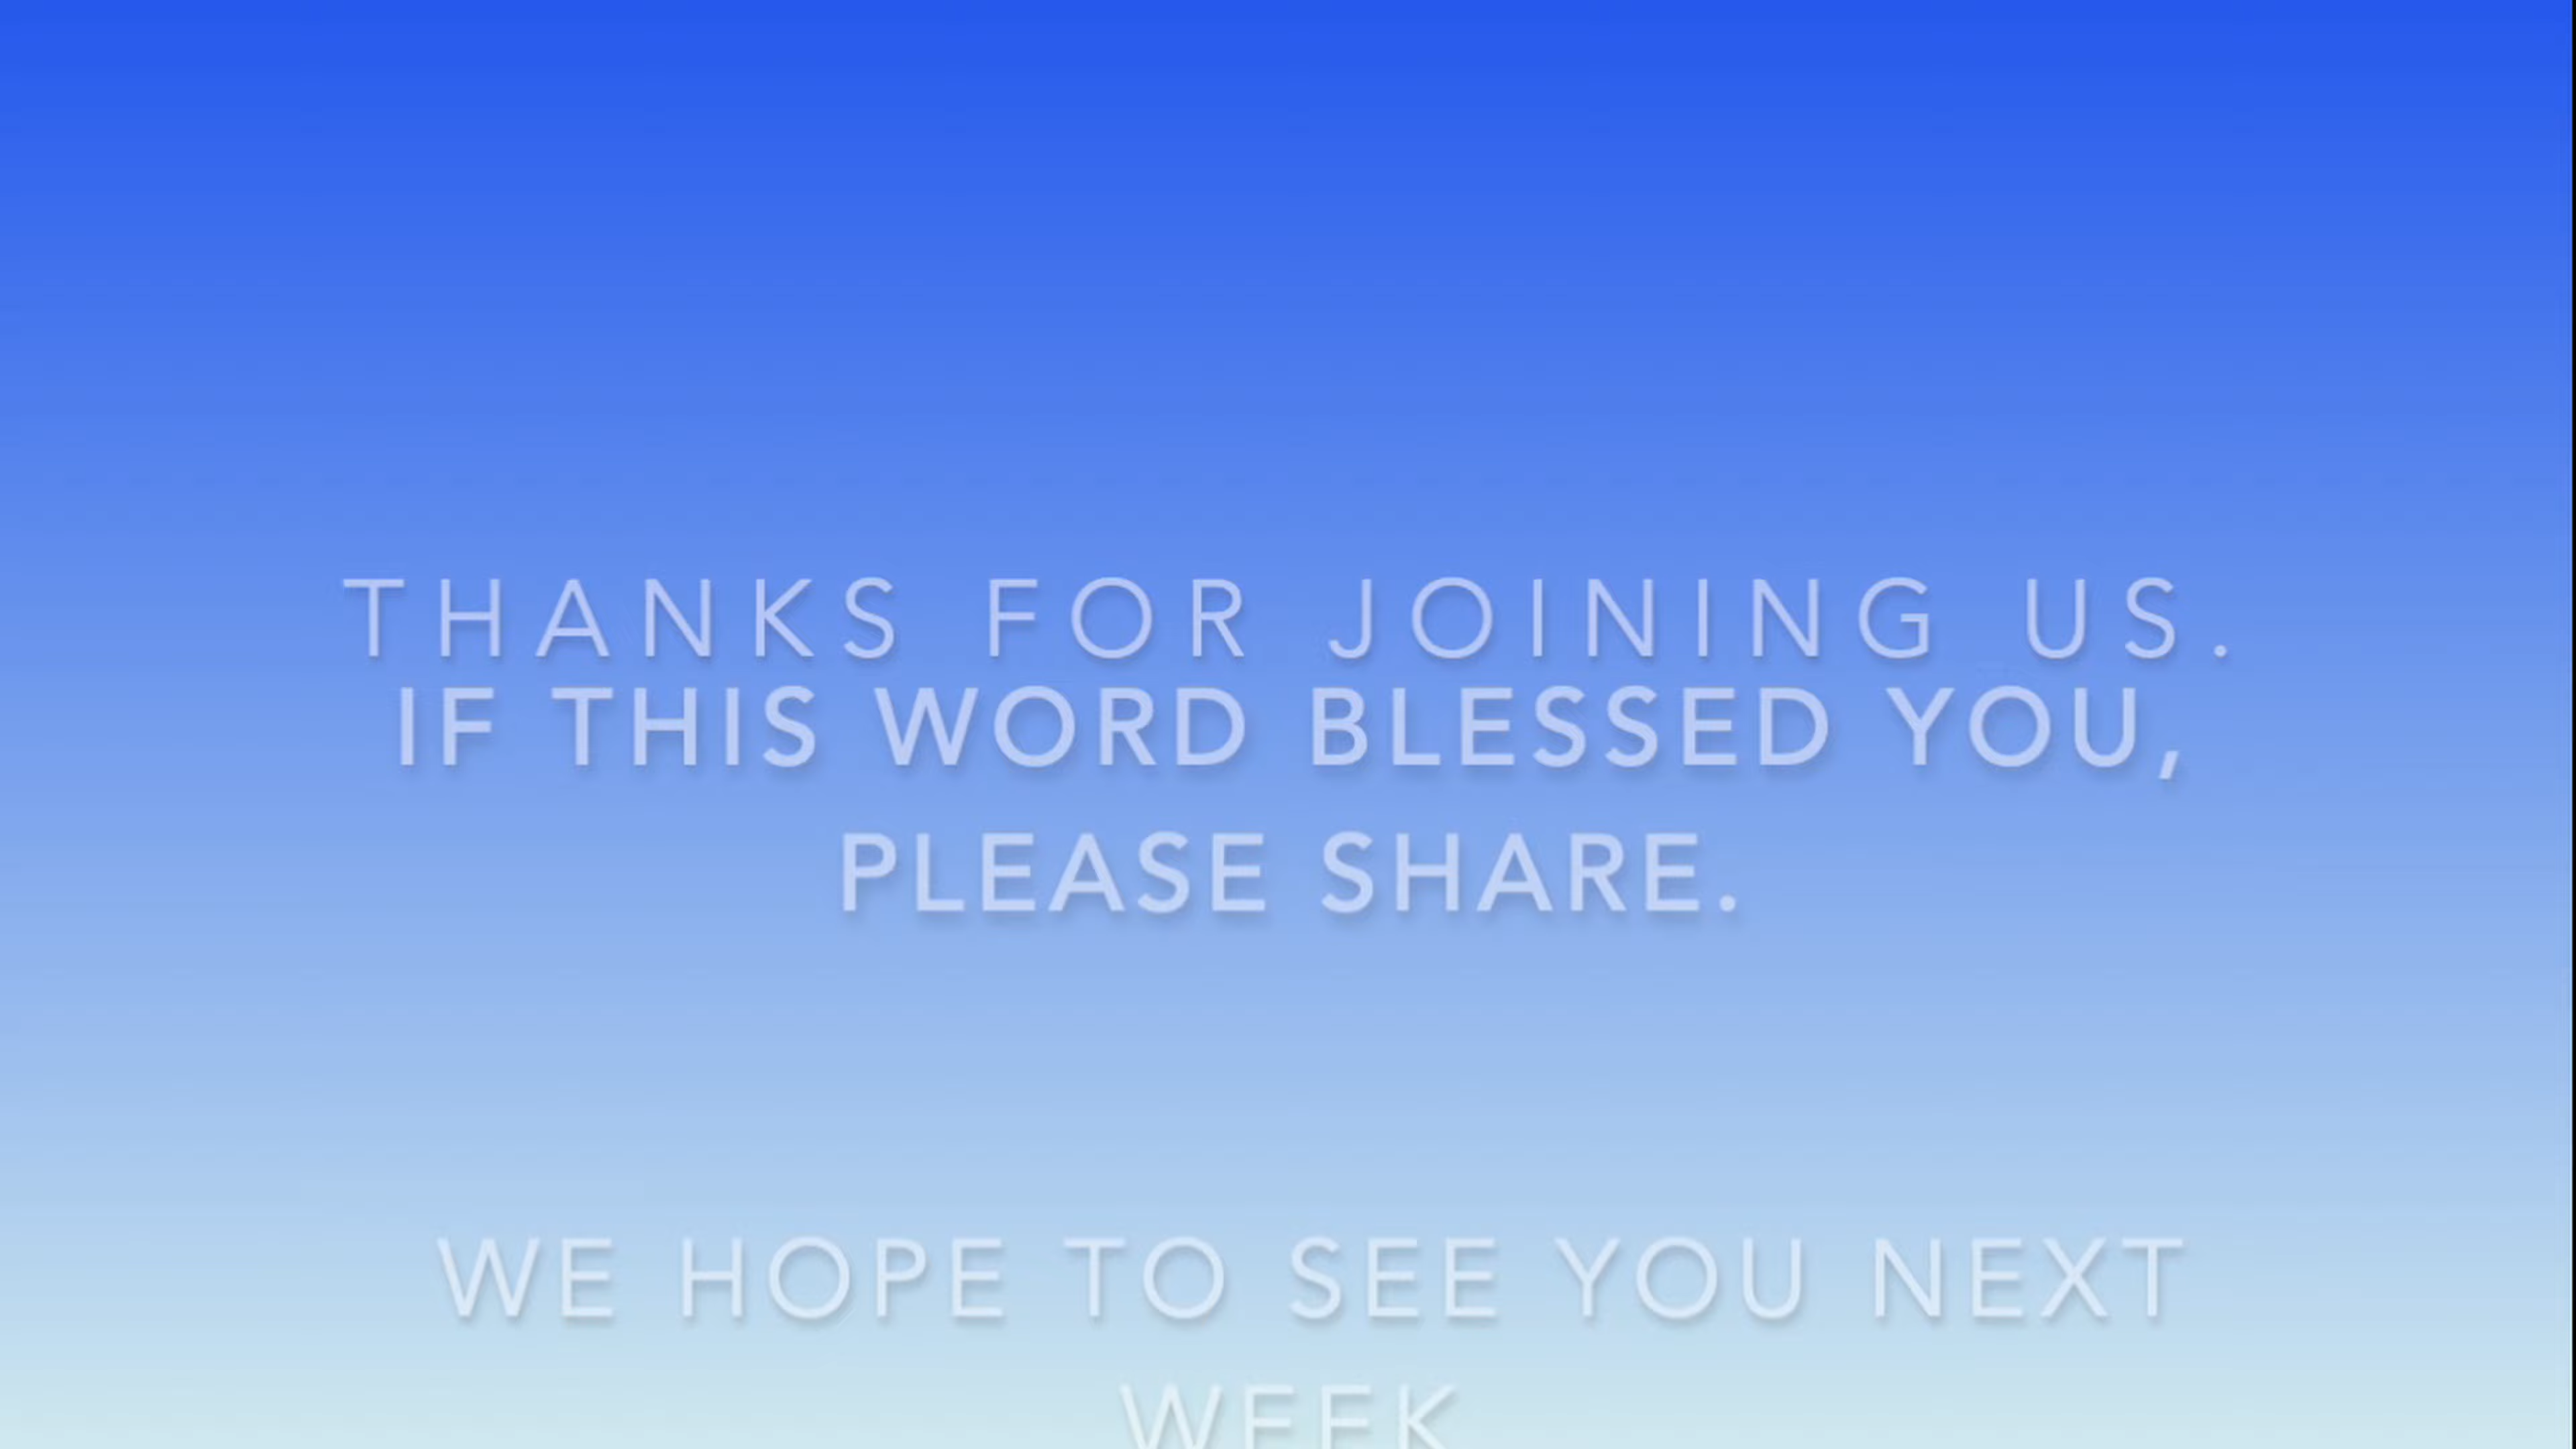 THANKS FOR JOINING US.
IF THIS WORD BLESSED YOU,
PLEASE SHARE.
WE HOPE TO SEE YOU NEXT
WEEK